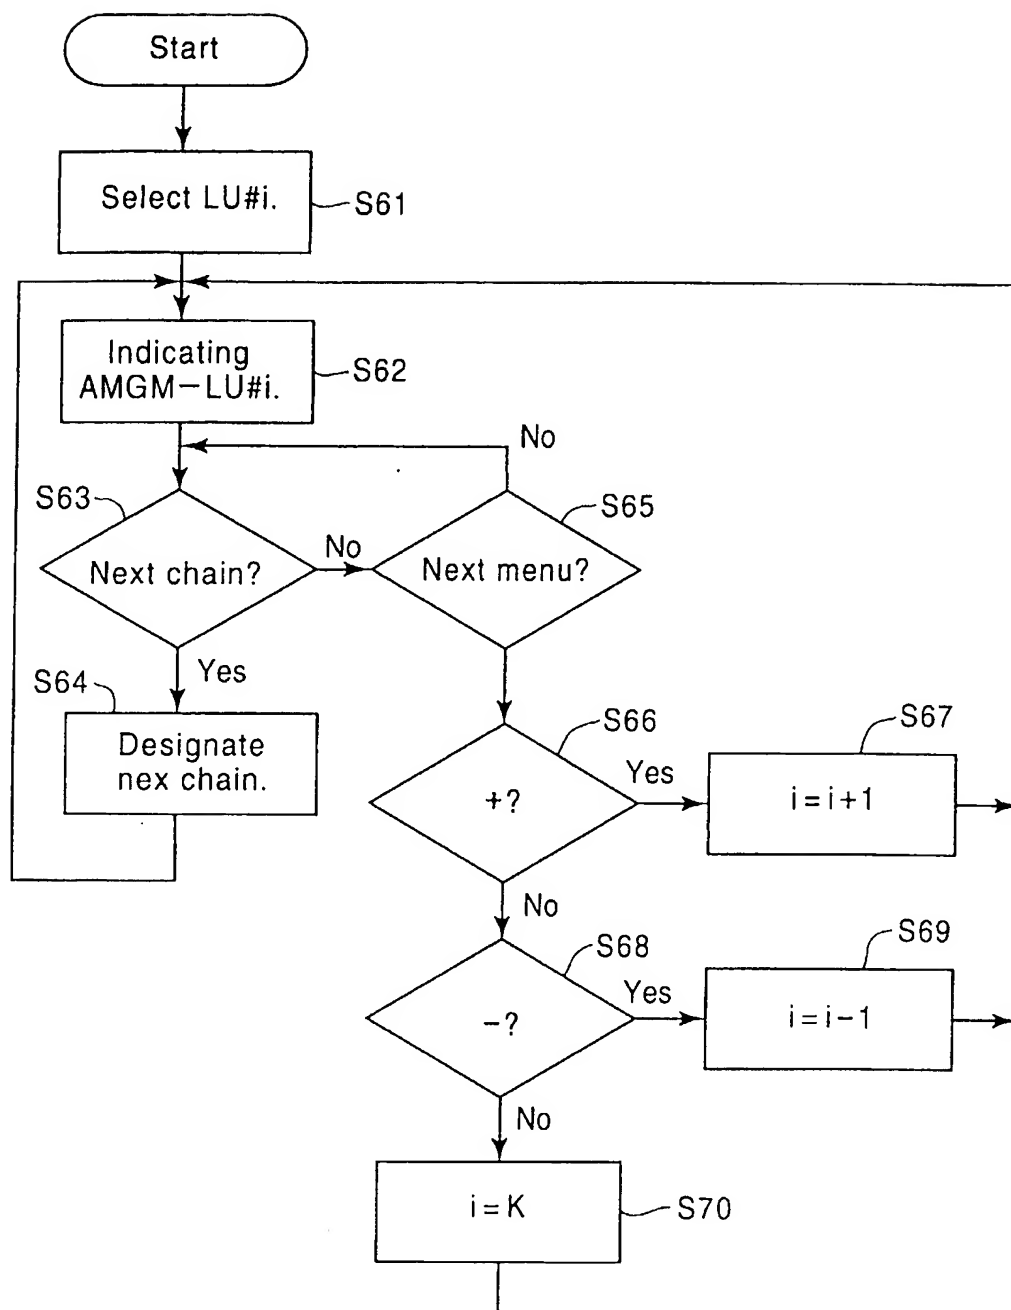 Start
Select LU#i.
S61
Indicating
AMGM-LU#i.
S62
No
S63
Next chain?
No
S65
Next menu?
Yes
S64
Designate
nex chain.
S66
+?
Yes
S67
i=i+1
No
S68
-?
Yes
S69
i=i-1
No
i=K
S70